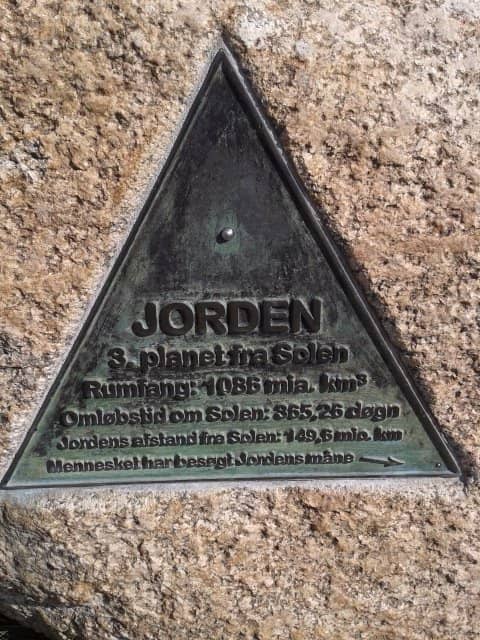 JORDEN
3. planet fra Solen
Rumfang: 1086 mia. km³
Omløbstid om Solen: 365,26 døgn
Jordens afstand fra Solen: 149,6 mio. km
Mennesket har besøgt Jordens måne